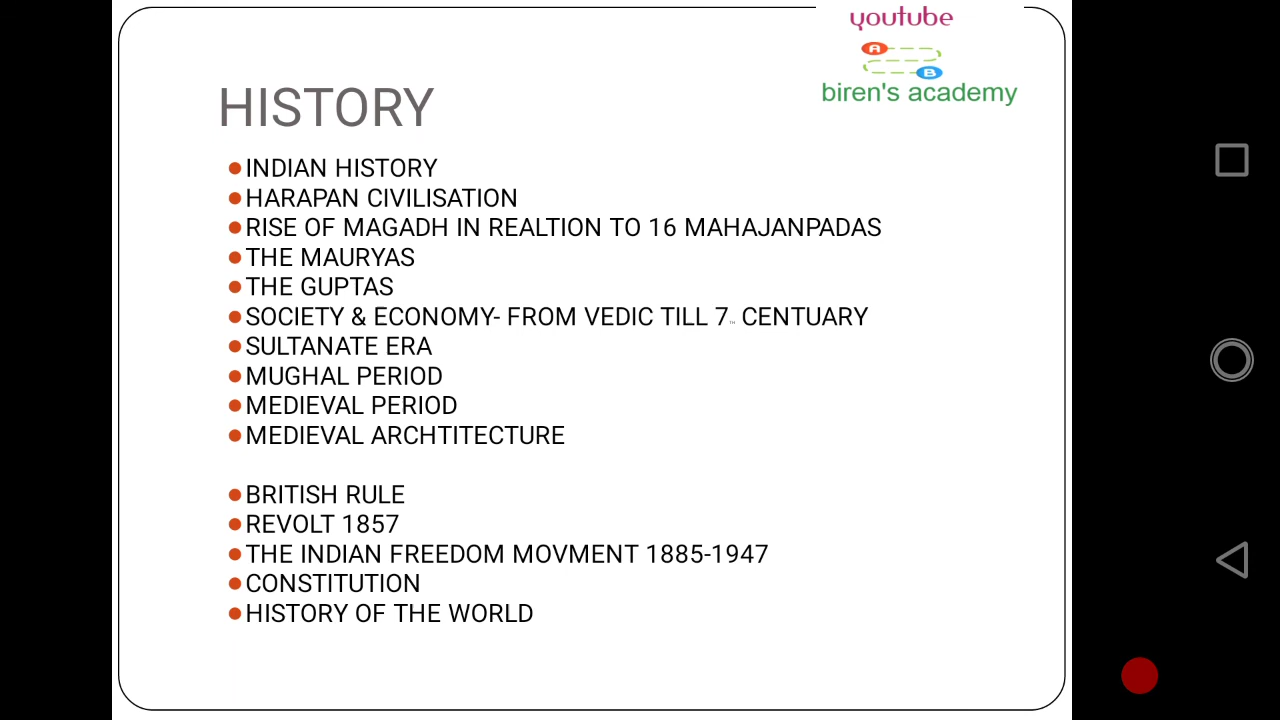 youtube
A
B
biren's academy
HISTORY
●INDIAN HISTORY
●HARAPAN CIVILISATION
●RISE OF MAGADH IN REALTION TO 16 MAHAJANPADAS
●THE MAURYAS
●THE GUPTAS
●SOCIETY & ECONOMY- FROM VEDIC TILL 7TH CENTUARY
●SULTANATE ERA
●MUGHAL PERIOD
●MEDIEVAL PERIOD
●MEDIEVAL ARCHTITECTURE
●BRITISH RULE
●REVOLT 1857
●THE INDIAN FREEDOM MOVMENT 1885-1947
●CONSTITUTION
●HISTORY OF THE WORLD